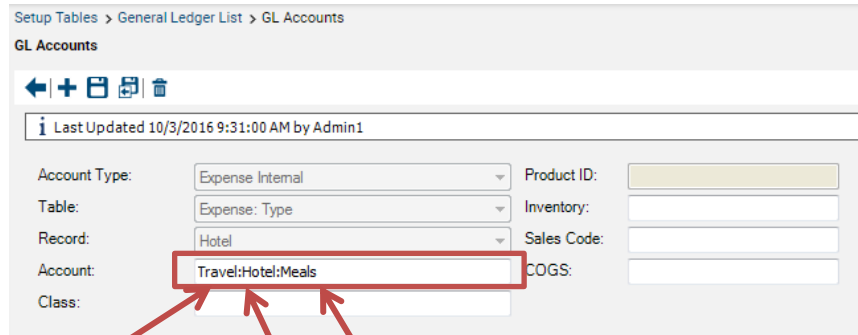 Setup Tables > General Ledger List > GL Accounts
GL Accounts
i Last Updated 10/3/2016 9:31:00 AM by Admin1
Account Type: Expense Internal Product ID:
Table: Expense: Type Inventory:
Record: Hotel Sales Code:
Account: Travel:Hotel:Meals COGS:
Class: